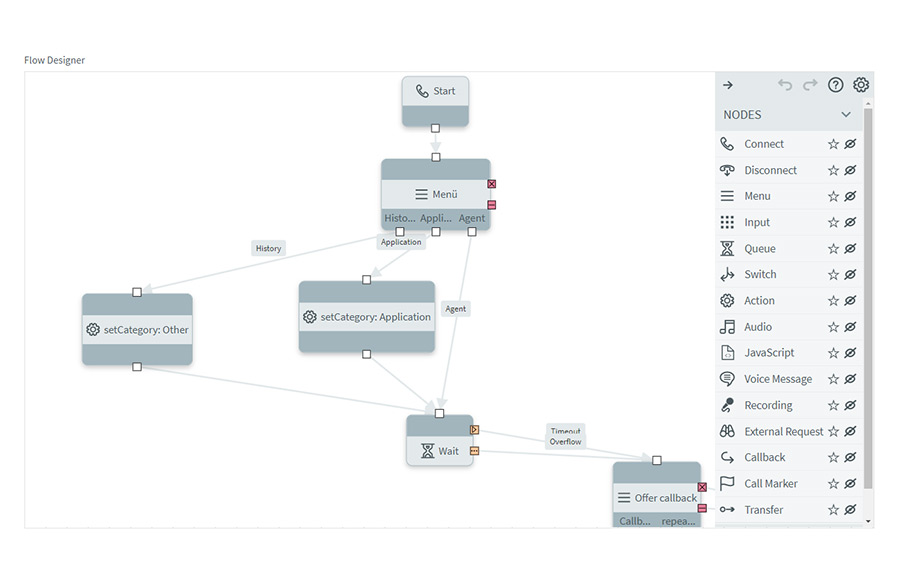 Flow Designer
Start
NODES
Menü
Histo... Appli... Agent
History
Application
Agent
setCategory: Other
setCategory: Application
Wait
Timeout
Overflow
Offer callback
Callb... repea...
Connect
Disconnect
Menu
Input
Queue
Switch
Action
Audio
JavaScript
Voice Message
Recording
External Request
Callback
Call Marker
Transfer